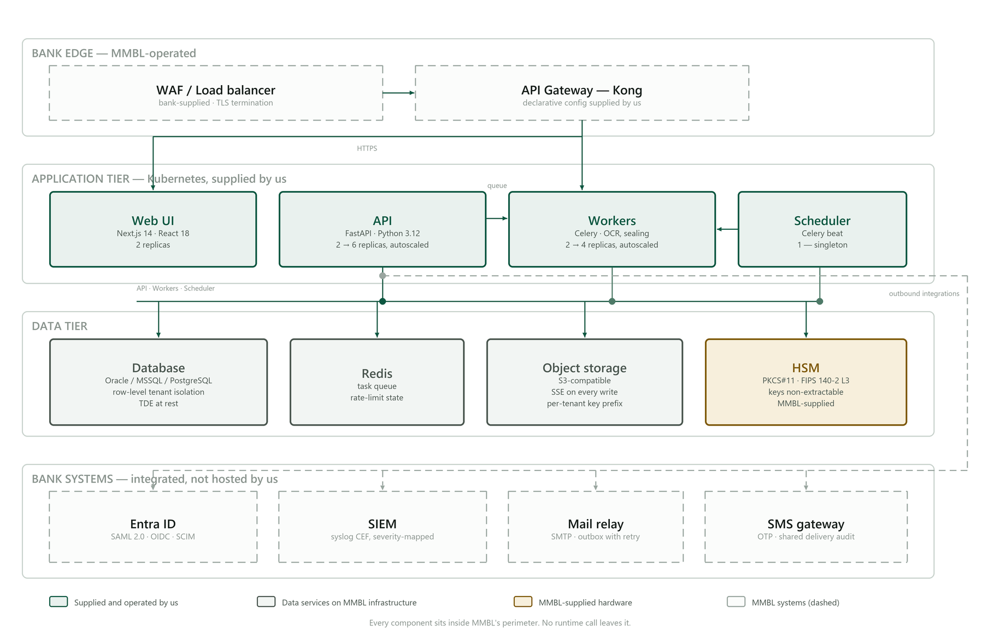 BANK EDGE — MMBL-operated
WAF / Load balancer
bank-supplied · TLS termination
API Gateway — Kong
declarative config supplied by us
HTTPS
APPLICATION TIER — Kubernetes, supplied by us
queue
Web UI
Next.js 14 · React 18
2 replicas
API
FastAPI · Python 3.12
2 → 6 replicas, autoscaled
Workers
Celery · OCR, sealing
2 → 4 replicas, autoscaled
Scheduler
Celery beat
1 — singleton
API · Workers · Scheduler
outbound integrations
DATA TIER
Database
Oracle / MSSQL / PostgreSQL
row-level tenant isolation
TDE at rest
Redis
task queue
rate-limit state
Object storage
S3-compatible
SSE on every write
per-tenant key prefix
HSM
PKCS#11 · FIPS 140-2 L3
keys non-extractable
MMBL-supplied
BANK SYSTEMS — integrated, not hosted by us
Entra ID
SAML 2.0 · OIDC · SCIM
SIEM
syslog CEF, severity-mapped
Mail relay
SMTP · outbox with retry
SMS gateway
OTP · shared delivery audit
Supplied and operated by us
Data services on MMBL infrastructure
MMBL-supplied hardware
MMBL systems (dashed)
Every component sits inside MMBL's perimeter. No runtime call leaves it.